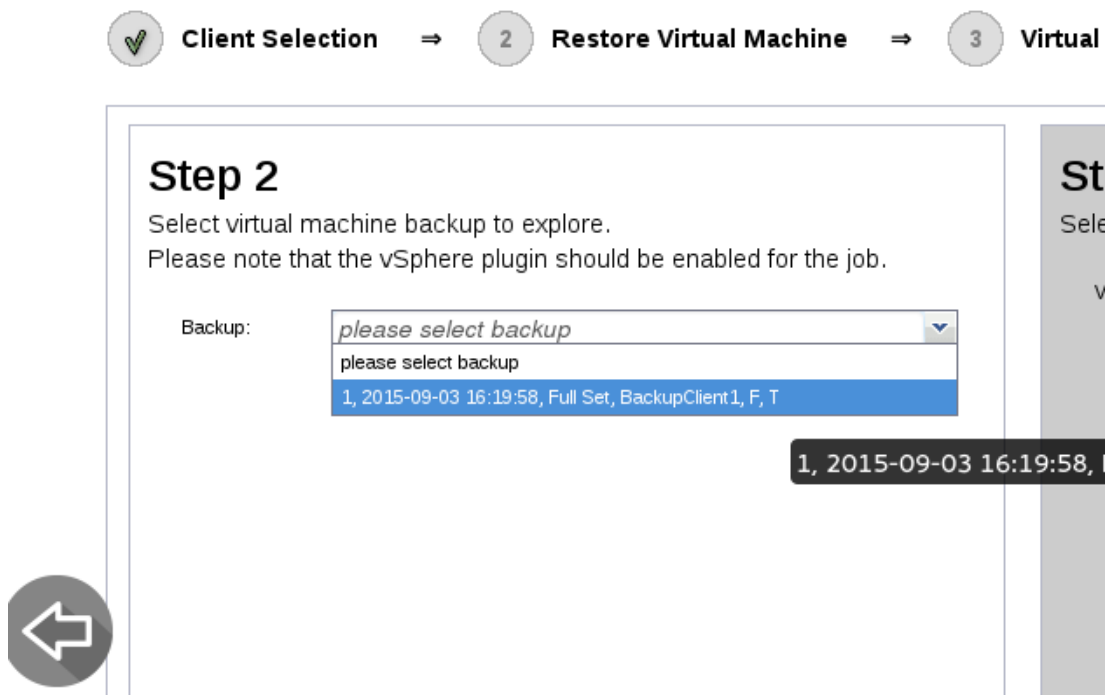 Client Selection ⇒ 2 Restore Virtual Machine ⇒ 3 Virtual
Step 2
Select virtual machine backup to explore.
Please note that the vSphere plugin should be enabled for the job.
Backup: please select backup
please select backup
1, 2015-09-03 16:19:58, Full Set, BackupClient1, F, T
1, 2015-09-03 16:19:58,
St
Sele
v